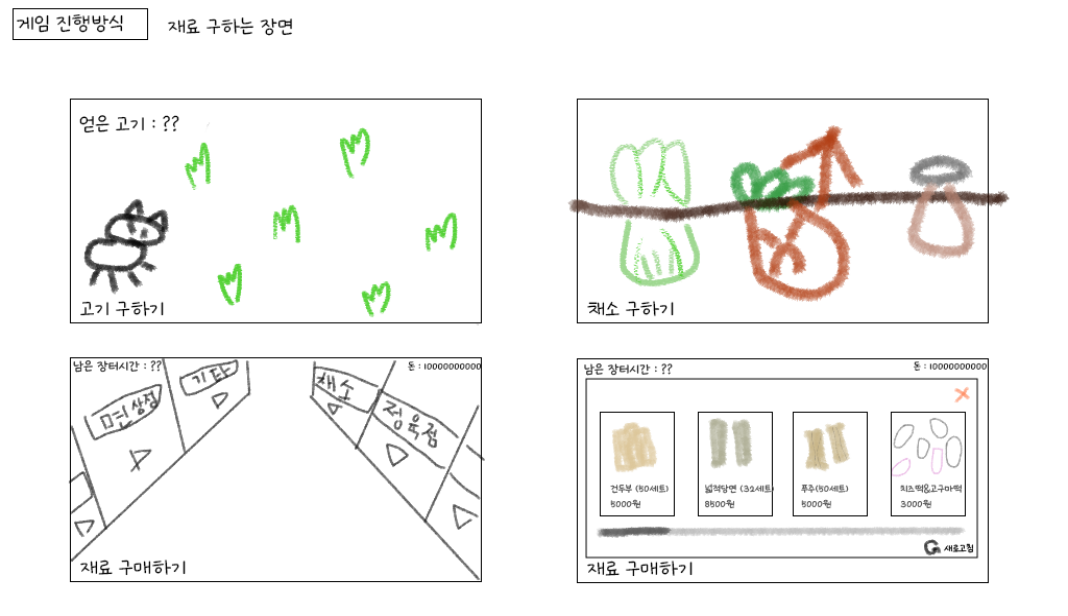 게임 진행방식
재료 구하는 장면
얻은 고기 : ??
고기 구하기
채소 구하기
남은 장터시간 : ??
돈 : 10000000000
면 상점
기타
채소
정육점
재료 구매하기
남은 장터시간 : ??
돈 : 10000000000
건두부 (50세트)
5000원
넓적당면 (32세트)
8500원
푸주(50세트)
5000원
치즈떡&고구마떡
3000원
새로고침
재료 구매하기